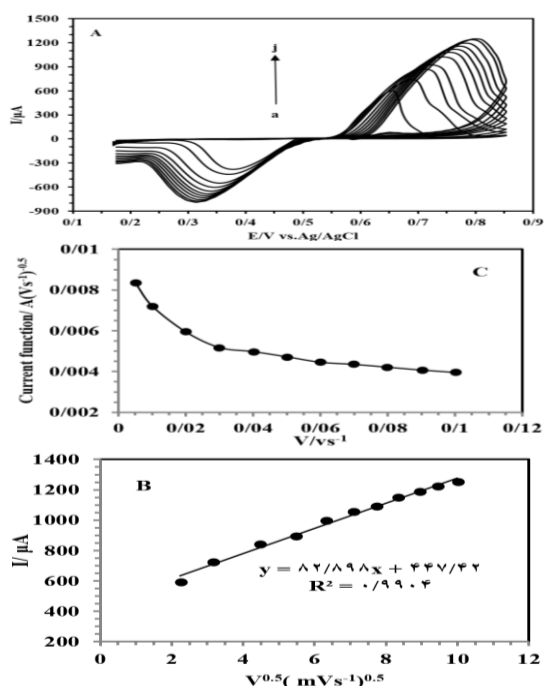 A
I/μA
1500
1200
900
600
300
0
-300
-600
-900
j
a
0/1 0/2 0/3 0/4 0/5 0/6 0/7 0/8 0/9
E/V vs.Ag/AgCl
C
Current function/ A(Vs⁻¹)⁻⁰·⁵
0/01
0/008
0/006
0/004
0/002
0 0/02 0/04 0/06 0/08 0/1 0/12
V/vs⁻¹
B
I/ μA
1400
1200
1000
800
600
400
200
y = ۸۲/۸۹۸x + ۴۴۷/۴۲
R² = ۰/۹۹۰۴
0 2 4 6 8 10 12
V⁰·⁵( mVs⁻¹)⁰·⁵